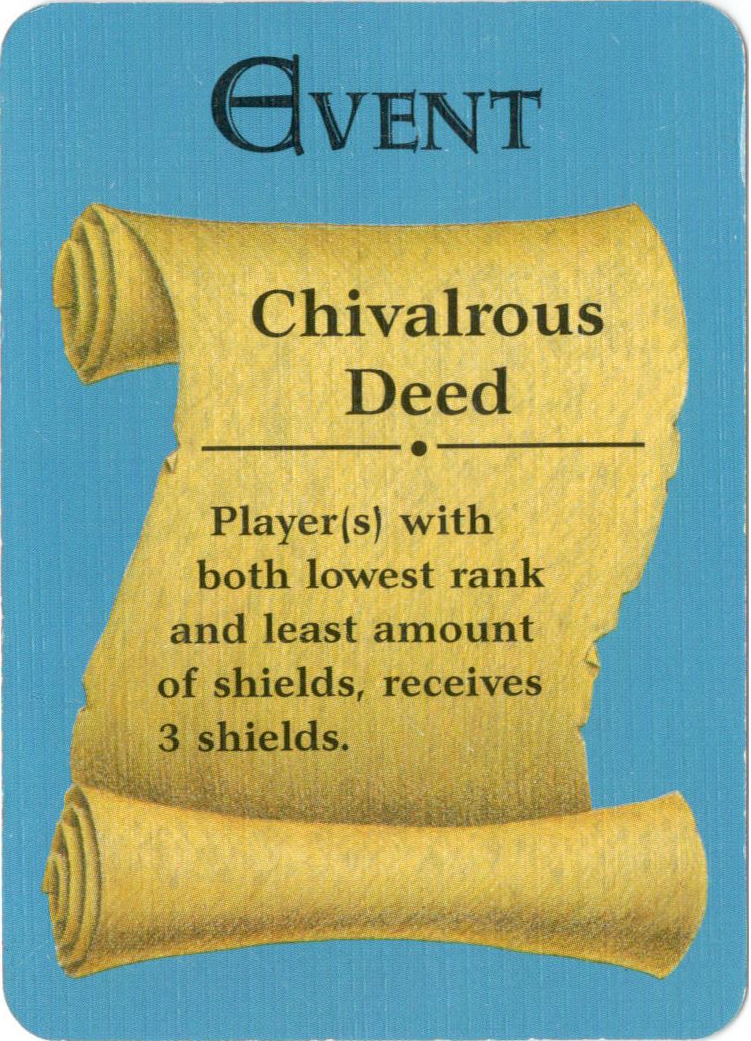 EVENT
Chivalrous
Deed
Player(s) with
both lowest rank
and least amount
of shields, receives
3 shields.